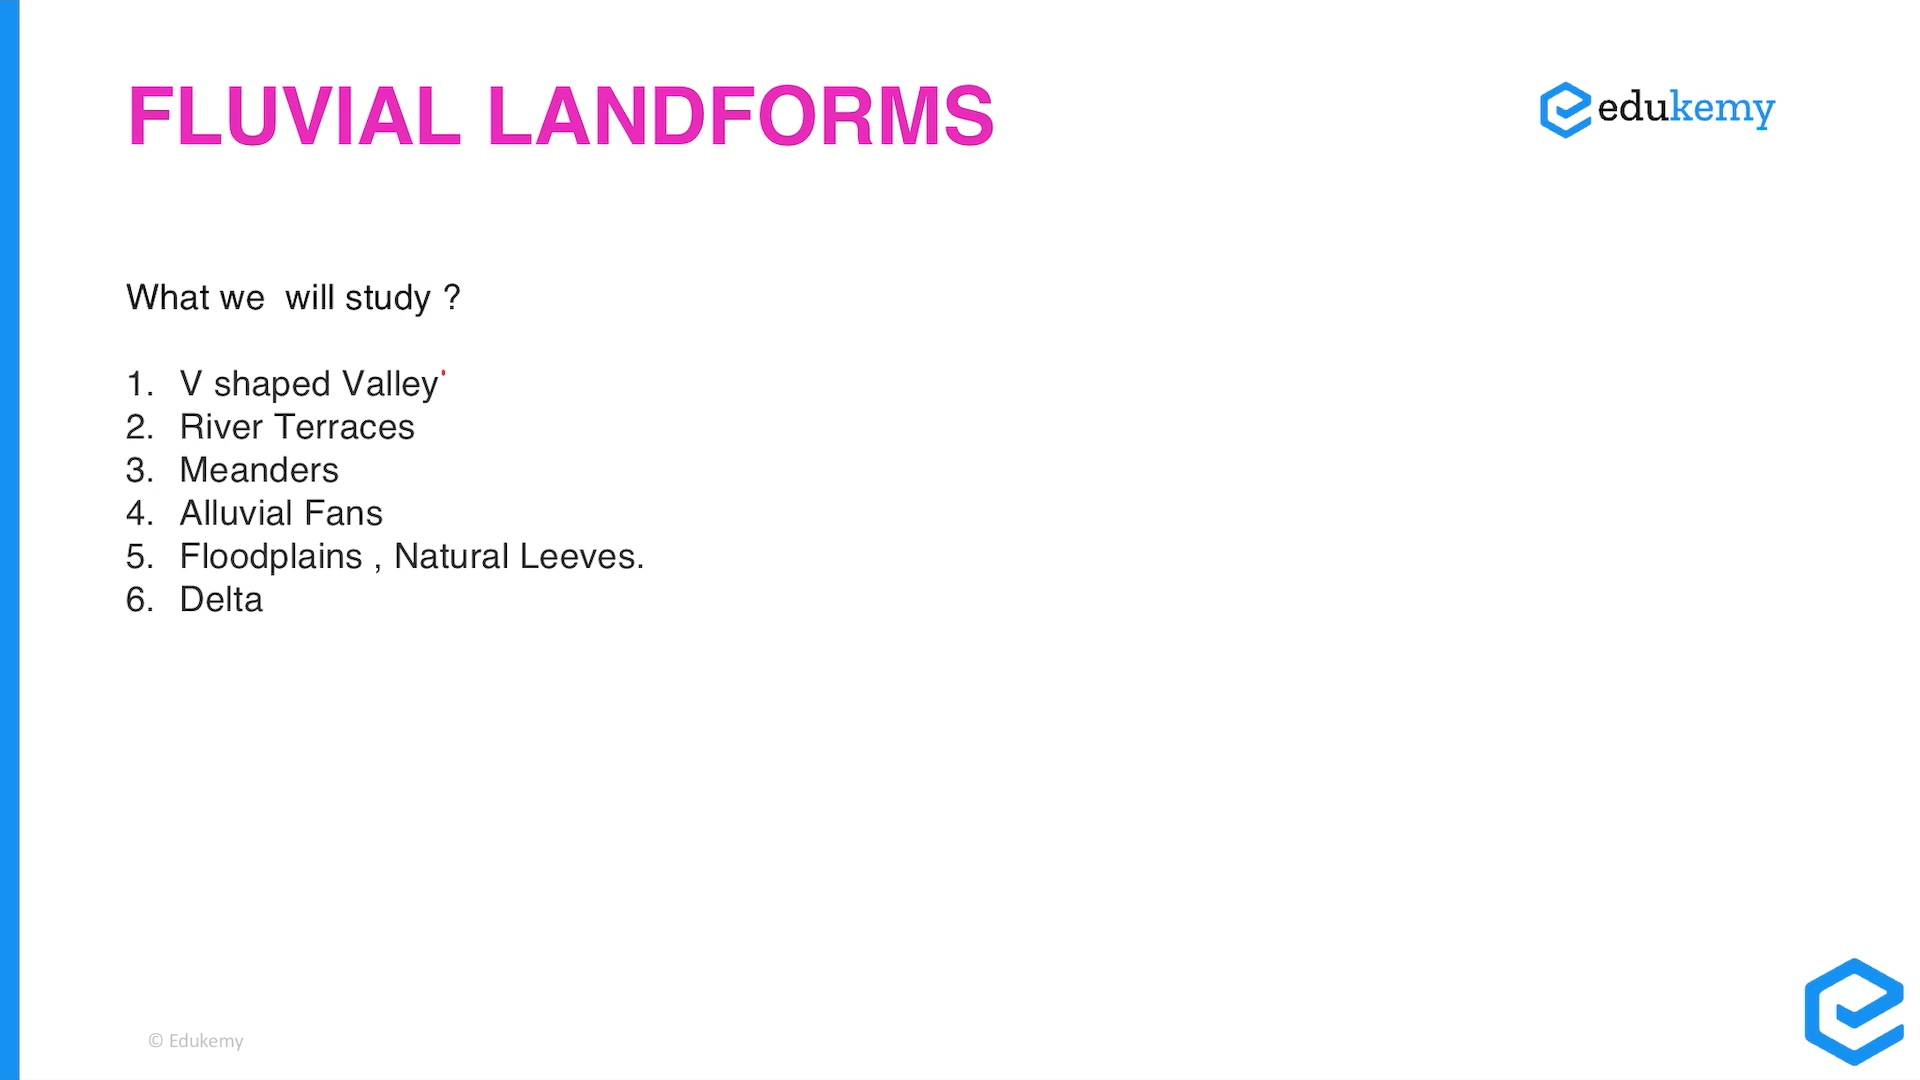 FLUVIAL LANDFORMS
edukemy
What we will study ?
1. V shaped Valley
2. River Terraces
3. Meanders
4. Alluvial Fans
5. Floodplains , Natural Leeves.
6. Delta
© Edukemy